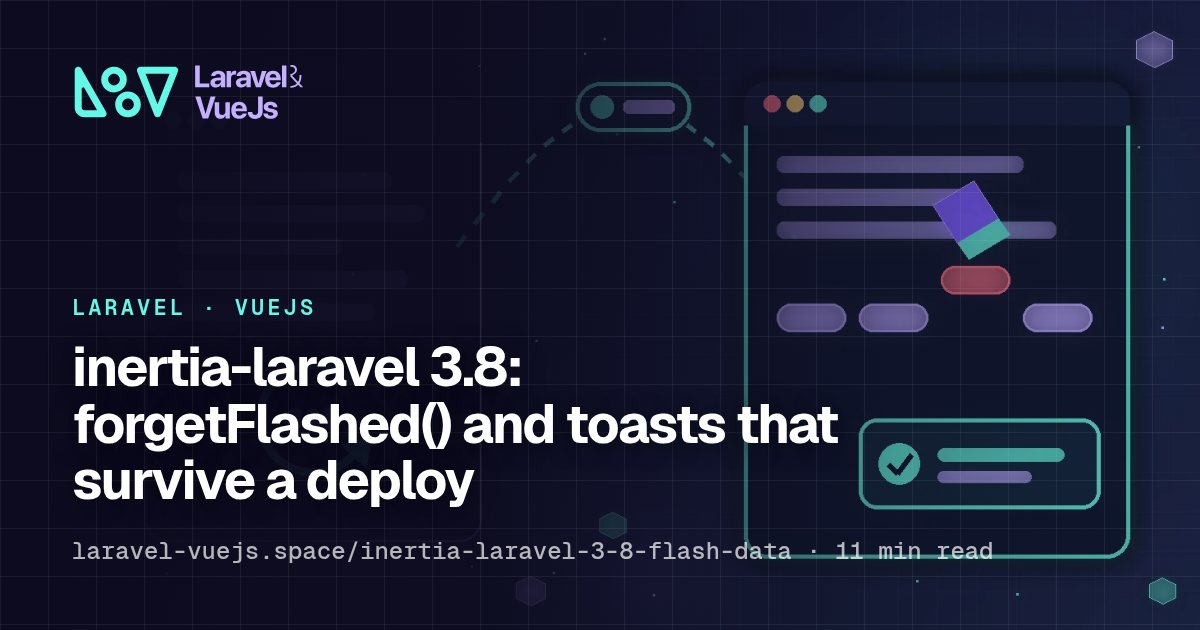 Laravel&
VueJs
LARAVEL · VUEJS
inertia-laravel 3.8:
forgetFlashed() and toasts that
survive a deploy
laravel-vuejs.space/inertia-laravel-3-8-flash-data · 11 min read